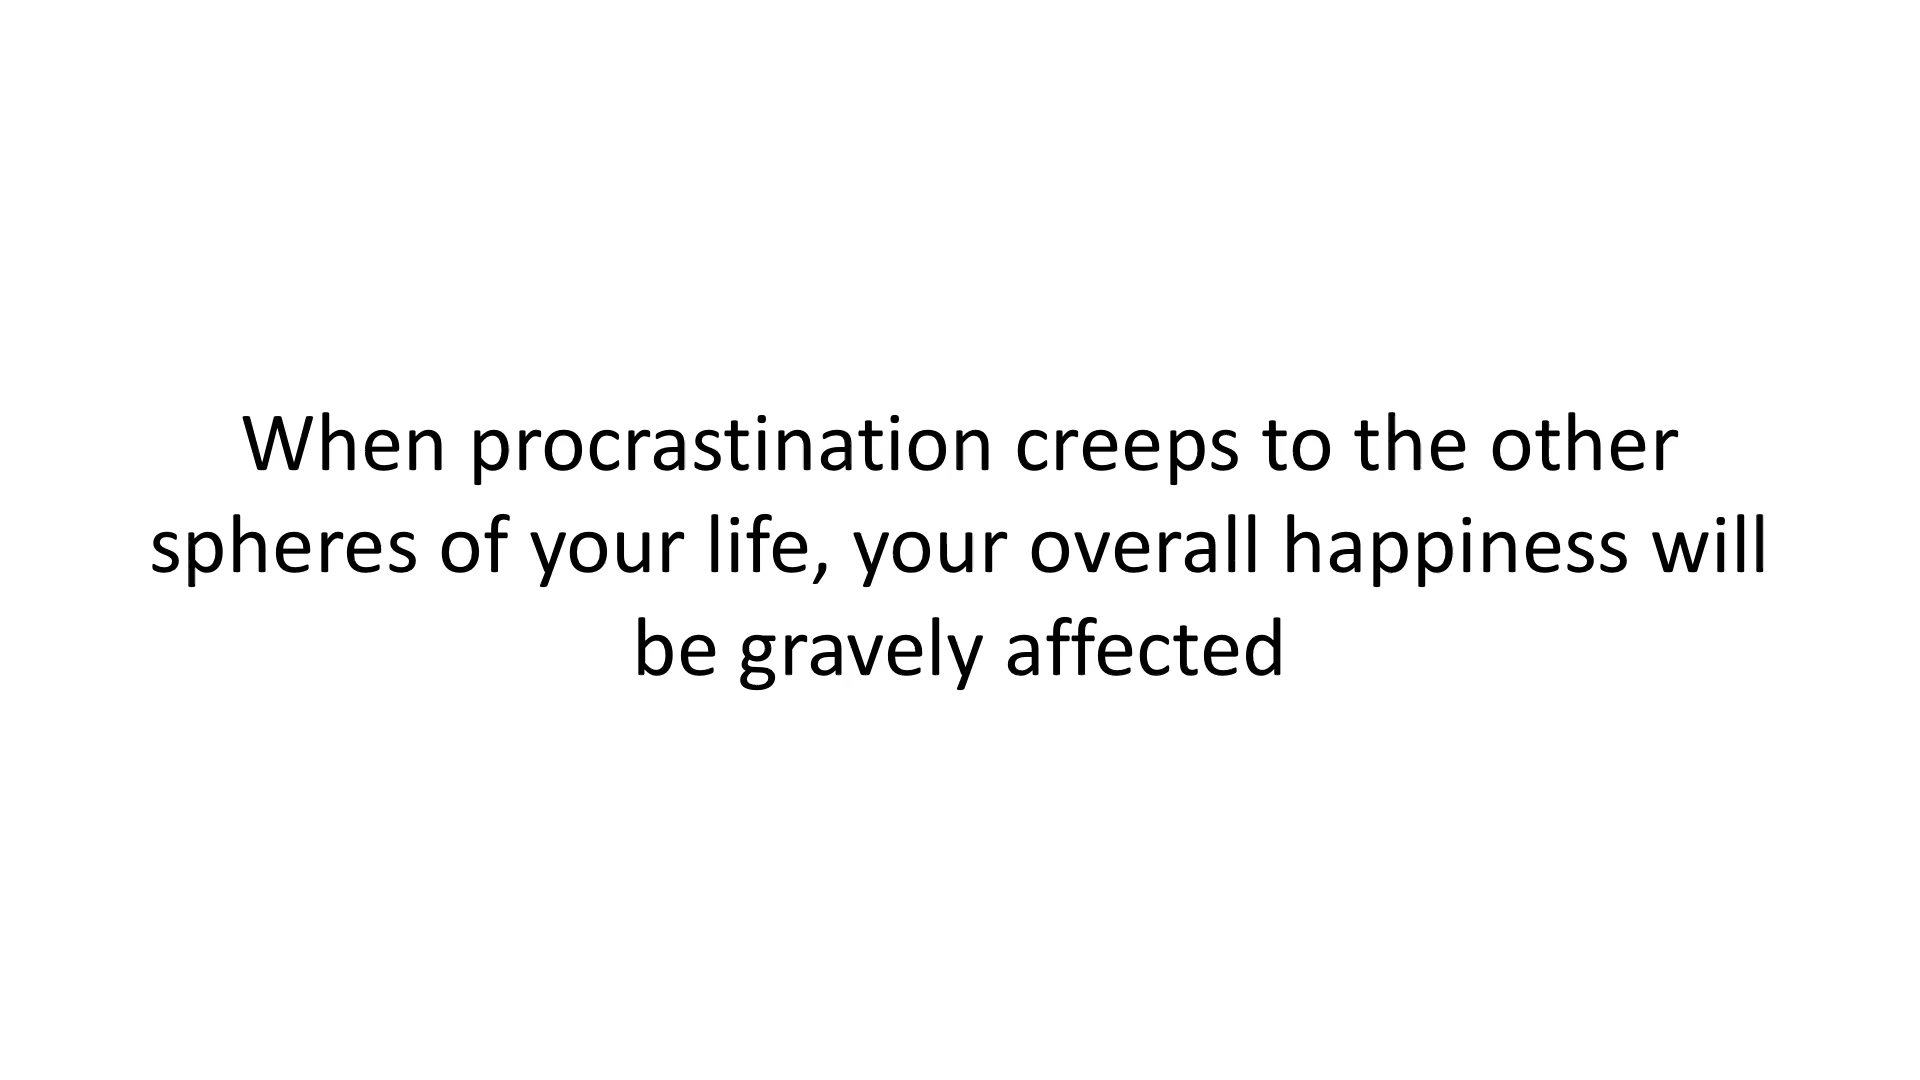 When procrastination creeps to the other
spheres of your life, your overall happiness will
be gravely affected